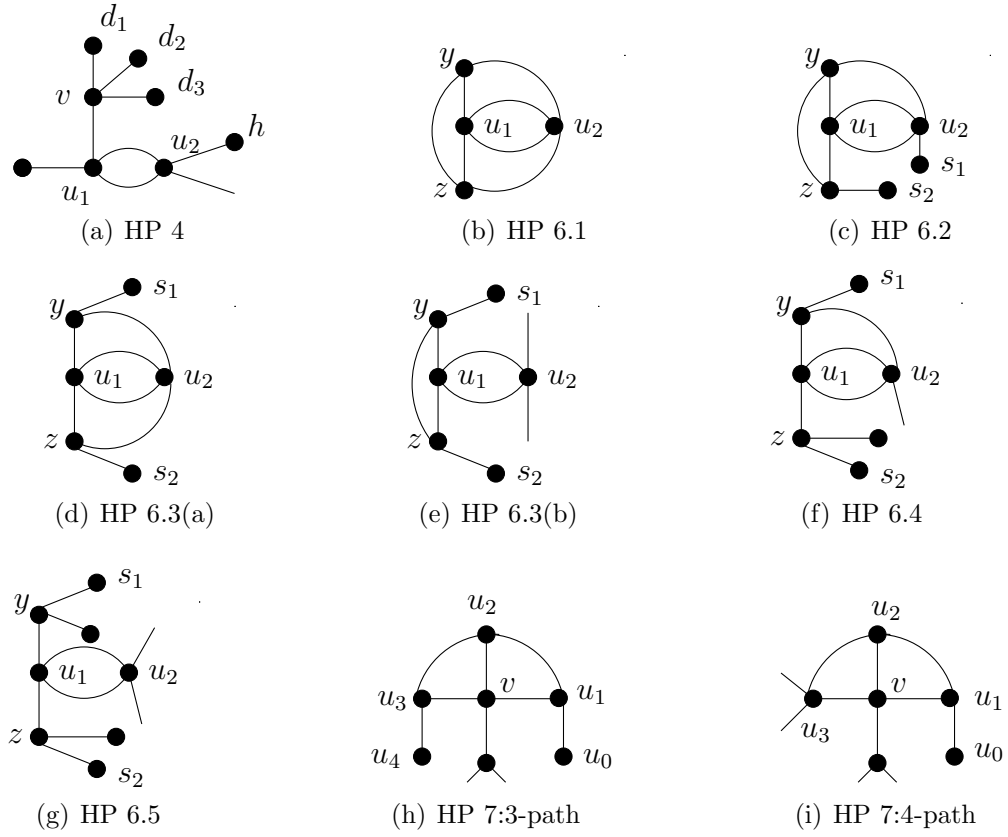 d₁
d₂
d₃
v
h
u₂
u₁
(a) HP 4
y
u₁
u₂
z
(b) HP 6.1
y
u₁
u₂
s₁
z
s₂
(c) HP 6.2
s₁
y
u₁
u₂
z
s₂
(d) HP 6.3(a)
s₁
y
u₁
u₂
z
s₂
(e) HP 6.3(b)
s₁
y
u₁
u₂
z
s₂
(f) HP 6.4
s₁
y
u₁
u₂
z
s₂
(g) HP 6.5
u₂
u₃
v
u₁
u₄
u₀
(h) HP 7:3-path
u₂
v
u₁
u₃
u₀
(i) HP 7:4-path